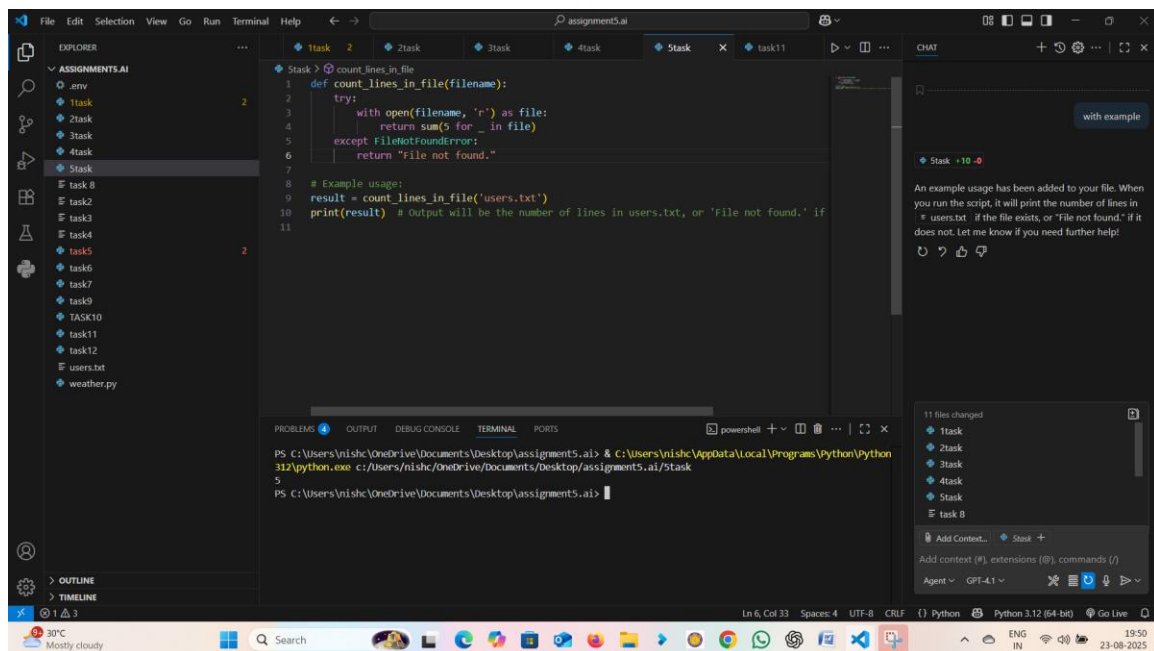 File Edit Selection View Go Run Terminal Help
assignment5.ai
EXPLORER
ASSIGNMENT5.AI
.env
1task 2
2task
3task
4task
5task
task 8
task2
task3
task4
task5 2
task6
task7
task9
TASK10
task11
task12
users.txt
weather.py
OUTLINE
TIMELINE
1task 2 2task 3task 4task 5task task11
5task > count_lines_in_file
1 def count_lines_in_file(filename):
2 try:
3 with open(filename, 'r') as file:
4 return sum(5 for _ in file)
5 except FileNotFoundError:
6 return "File not found."
7
8 # Example usage:
9 result = count_lines_in_file('users.txt')
10 print(result) # Output will be the number of lines in users.txt, or 'File not found.' if
11
PROBLEMS 4 OUTPUT DEBUG CONSOLE TERMINAL PORTS
powershell
PS C:\Users\nishc\OneDrive\Documents\Desktop\assignment5.ai> & C:\Users\nishc\AppData\Local\Programs\Python\Python
312\python.exe c:/Users/nishc/OneDrive/Documents/Desktop/assignment5.ai/5task
5
PS C:\Users\nishc\OneDrive\Documents\Desktop\assignment5.ai>
CHAT
with example
5task +10 -0
An example usage has been added to your file. When
you run the script, it will print the number of lines in
users.txt if the file exists, or "File not found." if it
does not. Let me know if you need further help!
11 files changed
1task
2task
3task
4task
5task
task 8
Add Context... 5task
Add context (#), extensions (@), commands (/)
Agent GPT-4.1
1 3
Ln 6, Col 33 Spaces: 4 UTF-8 CRLF {} Python Python 3.12 (64-bit) Go Live
30°C
Mostly cloudy
Search
ENG
IN
19:50
23-08-2025